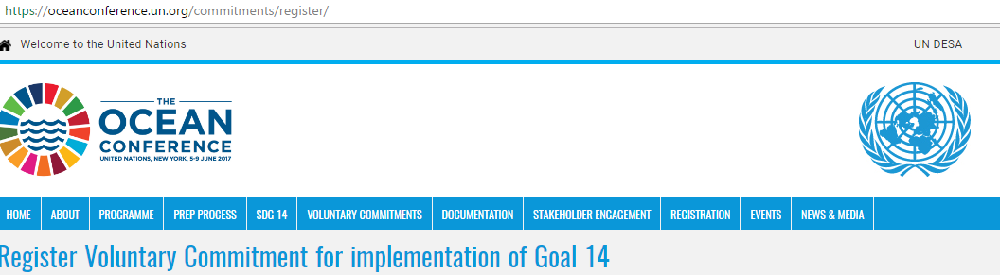 https://oceanconference.un.org/commitments/register/
Welcome to the United Nations
UN DESA
THE
OCEAN
CONFERENCE
UNITED NATIONS, NEW YORK, 5-9 JUNE 2017
HOME ABOUT PROGRAMME PREP PROCESS SDG 14 VOLUNTARY COMMITMENTS DOCUMENTATION STAKEHOLDER ENGAGEMENT REGISTRATION EVENTS NEWS & MEDIA
Register Voluntary Commitment for implementation of Goal 14